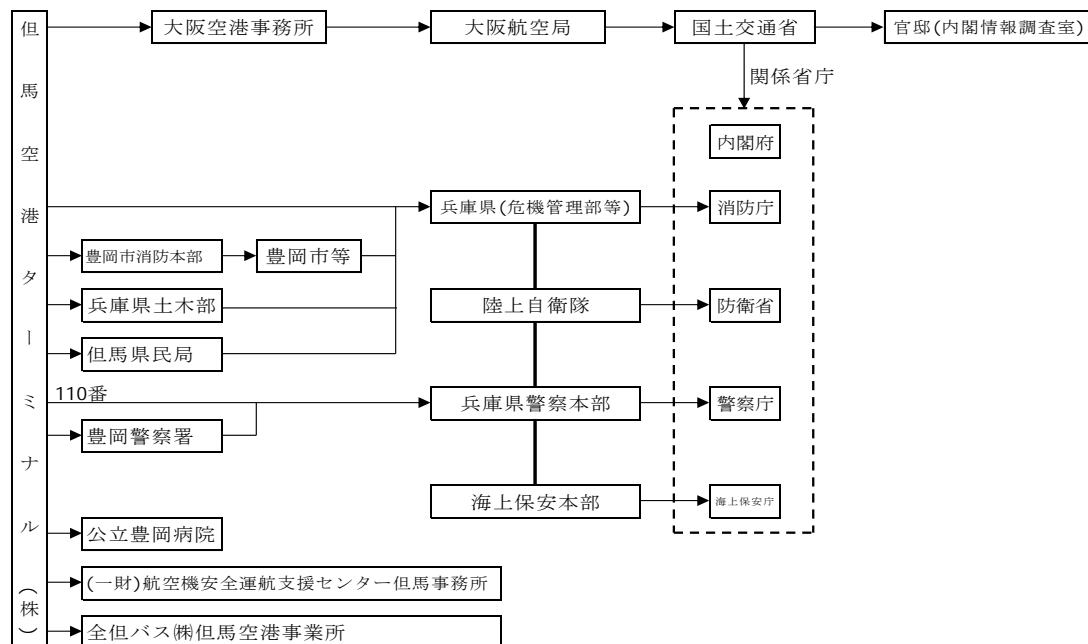 但馬空港ターミナル(株)
大阪空港事務所
大阪航空局
国土交通省
官邸(内閣情報調査室)
関係省庁
内閣府
兵庫県(危機管理部等)
消防庁
豊岡市消防本部
豊岡市等
陸上自衛隊
防衛省
兵庫県土木部
但馬県民局
110番
兵庫県警察本部
警察庁
豊岡警察署
海上保安本部
海上保安庁
公立豊岡病院
(一財)航空機安全運航支援センター但馬事務所
全但バス㈱但馬空港事業所